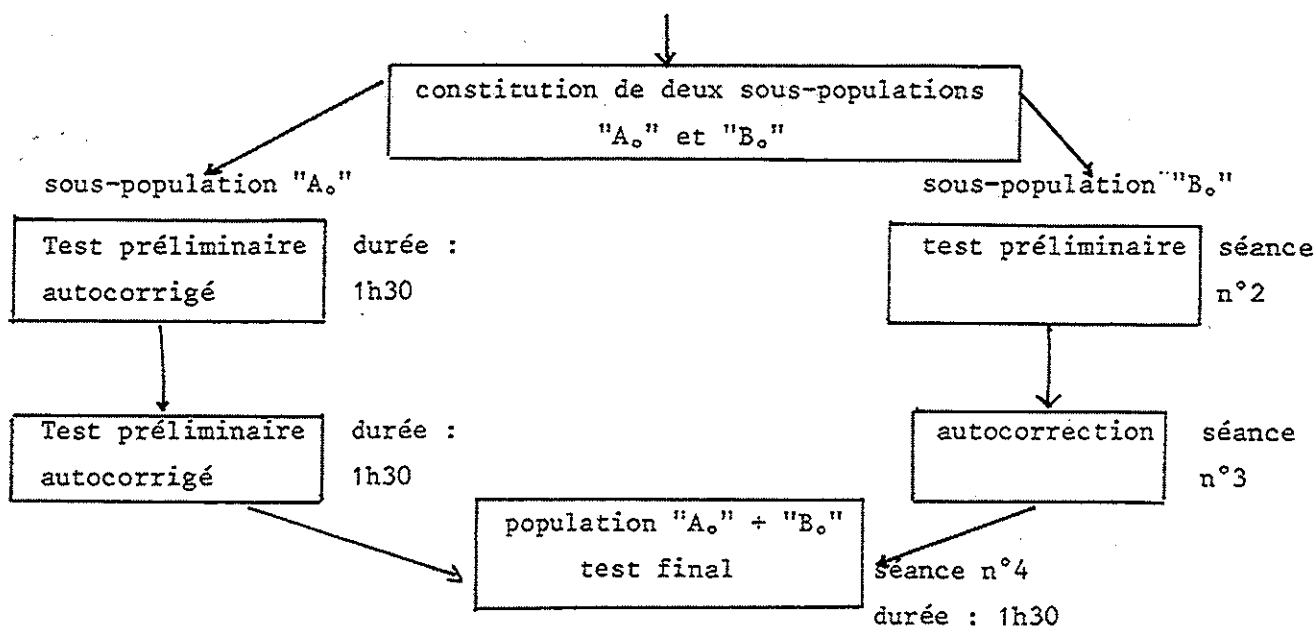 constitution de deux sous-populations
"A₀" et "B₀"
sous-population "A₀"
sous-population "B₀"
Test préliminaire
autocorrigé
durée :
1h30
test préliminaire
séance
n°2
Test préliminaire
autocorrigé
durée :
1h30
autocorrection
séance
n°3
population "A₀" + "B₀"
test final
séance n°4
durée : 1h30